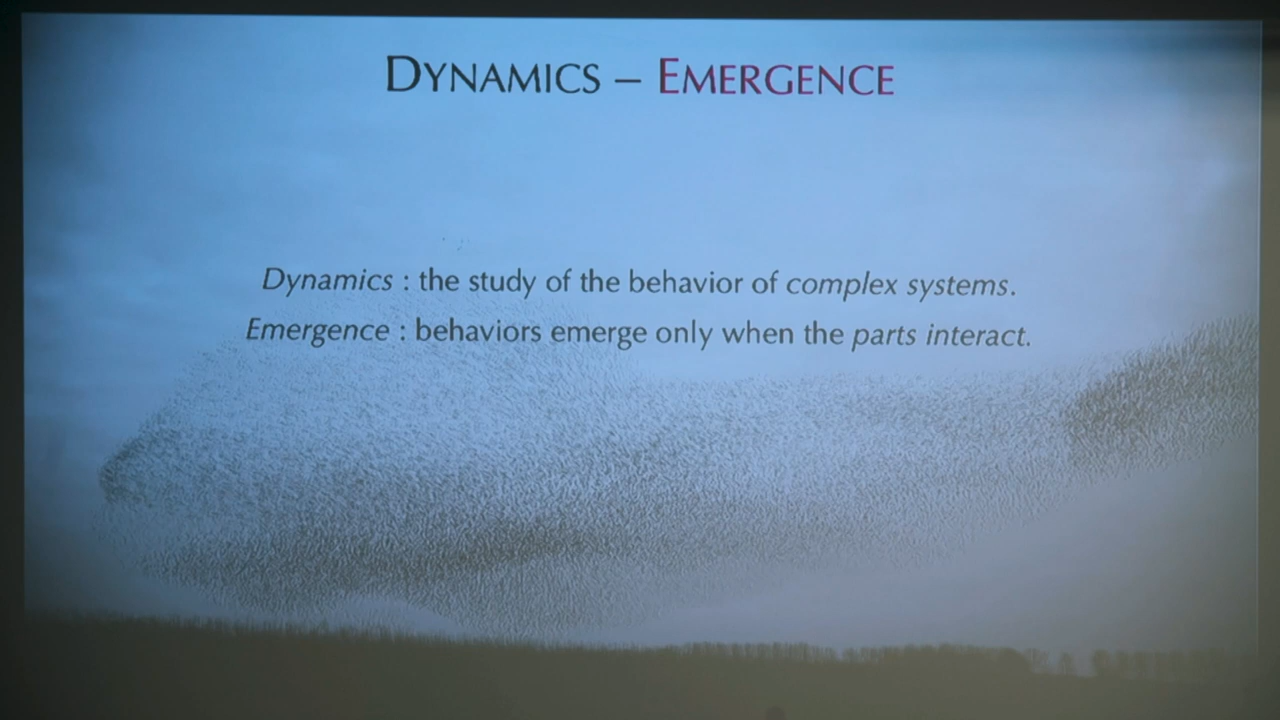 DYNAMICS – EMERGENCE
Dynamics : the study of the behavior of complex systems.
Emergence : behaviors emerge only when the parts interact.